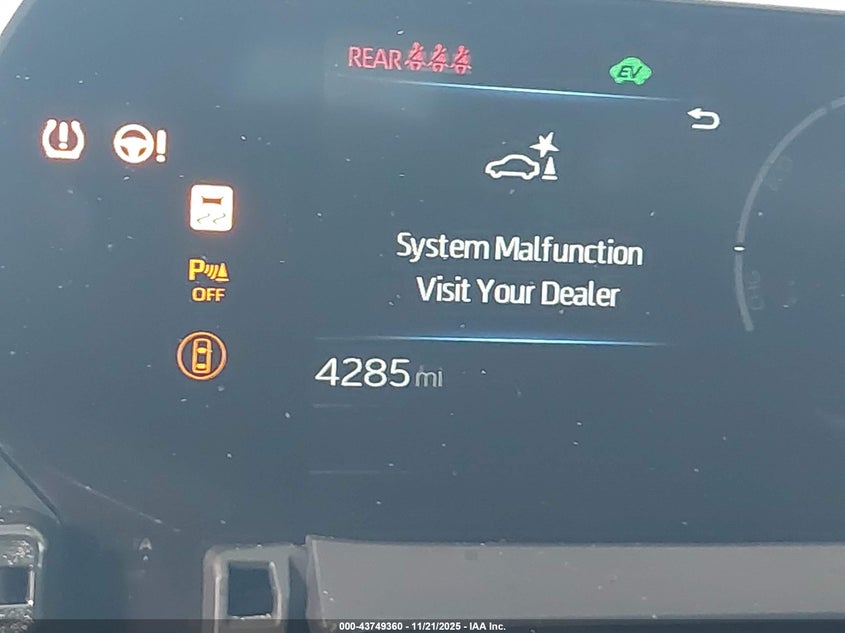 REAR
EV
System Malfunction
P OFF
Visit Your Dealer
4285 mi
000-43749360 - 11/21/2025 - IAA Inc.